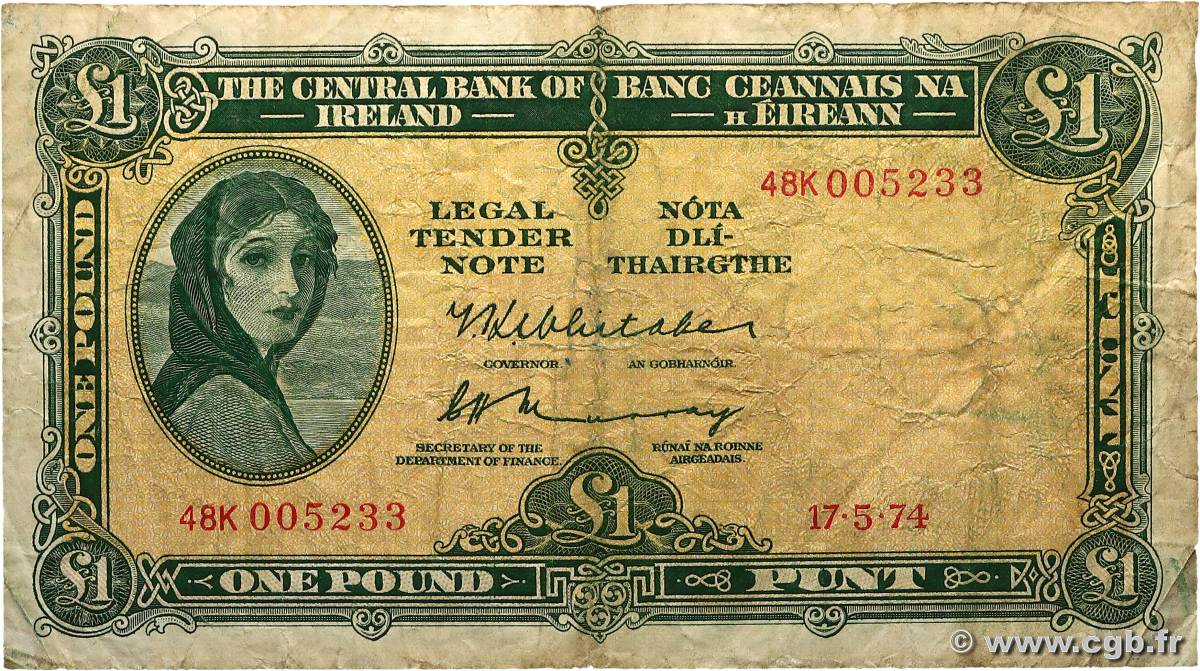 £1
£1
THE CENTRAL BANK OF
IRELAND
BANC CEANNAIS NA
H ÉIREANN
48K 005233
LEGAL
TENDER
NOTE
NÓTA
DLÍ-
THAIRGTHE
ONE POUND
T.K. Whitaker
GOVERNOR. AN GOBHARNÓIR.
C H Murray
SECRETARY OF THE
DEPARTMENT OF FINANCE.
RÚNAÍ NA ROINNE
AIRGEADAIS.
48K 005233
£1
17·5·74
£1
£1
ONE POUND
PUNT
© www.cgb.fr